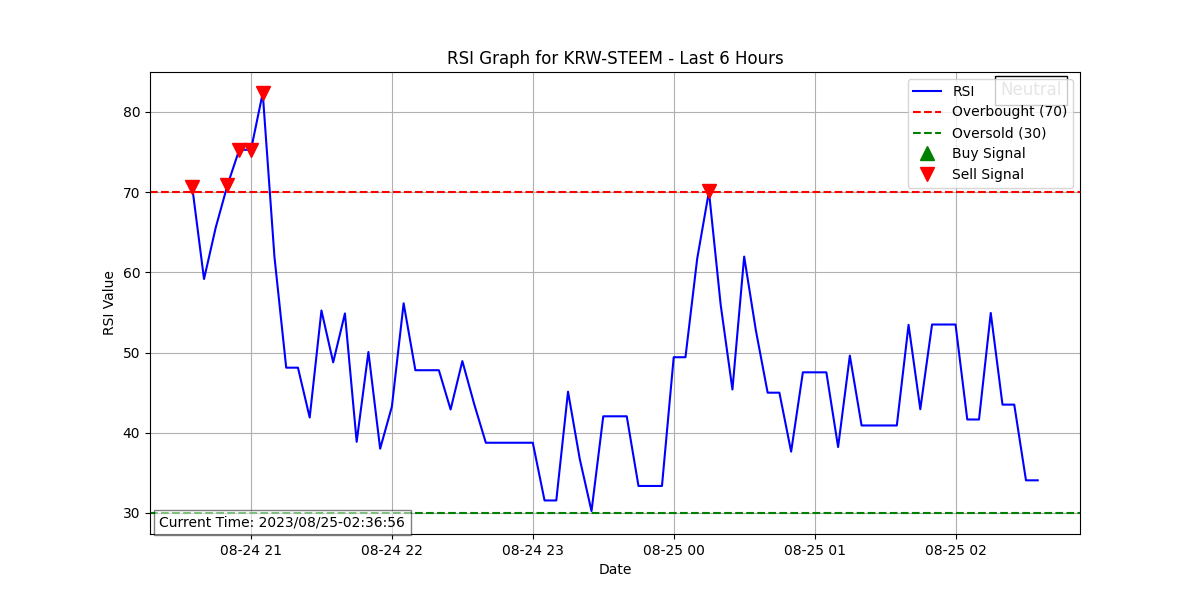 RSI Graph for KRW-STEEM - Last 6 Hours
Neutral
RSI
Overbought (70)
Oversold (30)
Buy Signal
Sell Signal
RSI Value
80
70
60
50
40
30
Current Time: 2023/08/25-02:36:56
08-24 21 08-24 22 08-24 23 08-25 00 08-25 01 08-25 02
Date